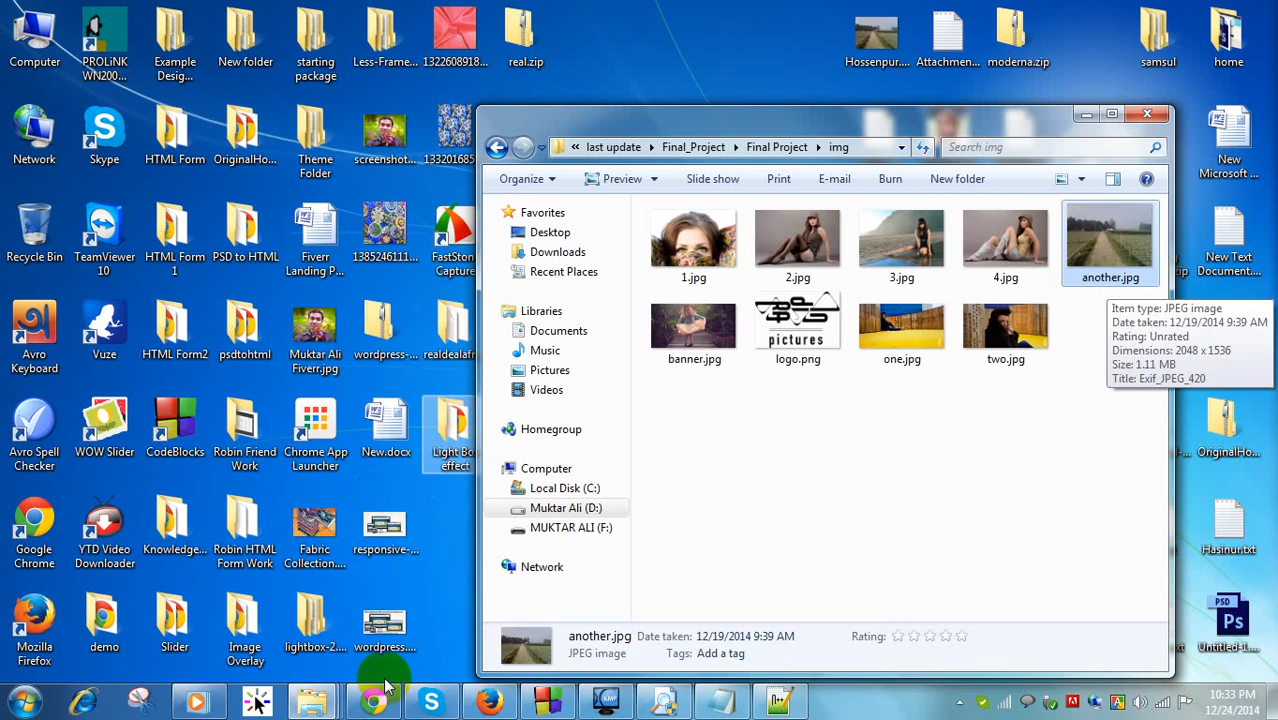 Computer
PROLiNK
WN200...
Example
Desig...
New folder
starting
package
Less-Frame...
1322608918...
real.zip
Hossenpur....
Attachmen...
moderna.zip
samsul
home
Network
Skype
HTML Form
OriginalHo...
Theme
Folder
screenshot...
133201685...
New
Microsoft ...
Recycle Bin
TeamViewer
10
HTML Form
1
PSD to HTML
Fiverr
Landing P...
1385246111...
FastStone
Capture
New Text
Document....
Avro
Keyboard
Vuze
HTML Form2
psdtohtml
Muktar Ali
Fiverr.jpg
wordpress-...
realdealafr...
Avro Spell
Checker
WOW Slider
CodeBlocks
Robin Friend
Work
Chrome App
Launcher
New.docx
Light Box
effect
OriginalHo...
Google
Chrome
YTD Video
Downloader
Knowledge...
Robin HTML
Form Work
Fabric
Collection....
responsive-...
Hasinur.txt
Mozilla
Firefox
demo
Slider
Image
Overlay
lightbox-2....
wordpress....
PSD
Ps
Untitled-1....
« last update
Final_Project
Final Project
img
Search img
Organize
Preview
Slide show
Print
E-mail
Burn
New folder
Favorites
Desktop
Downloads
Recent Places
Libraries
Documents
Music
Pictures
Videos
Homegroup
Computer
Local Disk (C:)
Muktar Ali (D:)
MUKTAR ALI (F:)
Network
1.jpg
2.jpg
3.jpg
4.jpg
another.jpg
pictures
banner.jpg
logo.png
one.jpg
two.jpg
Item type: JPEG image
Date taken: 12/19/2014 9:39 AM
Rating: Unrated
Dimensions: 2048 x 1536
Size: 1.11 MB
Title: Exif_JPEG_420
another.jpg
Date taken: 12/19/2014 9:39 AM
Rating:
JPEG image
Tags: Add a tag
10:33 PM
12/24/2014